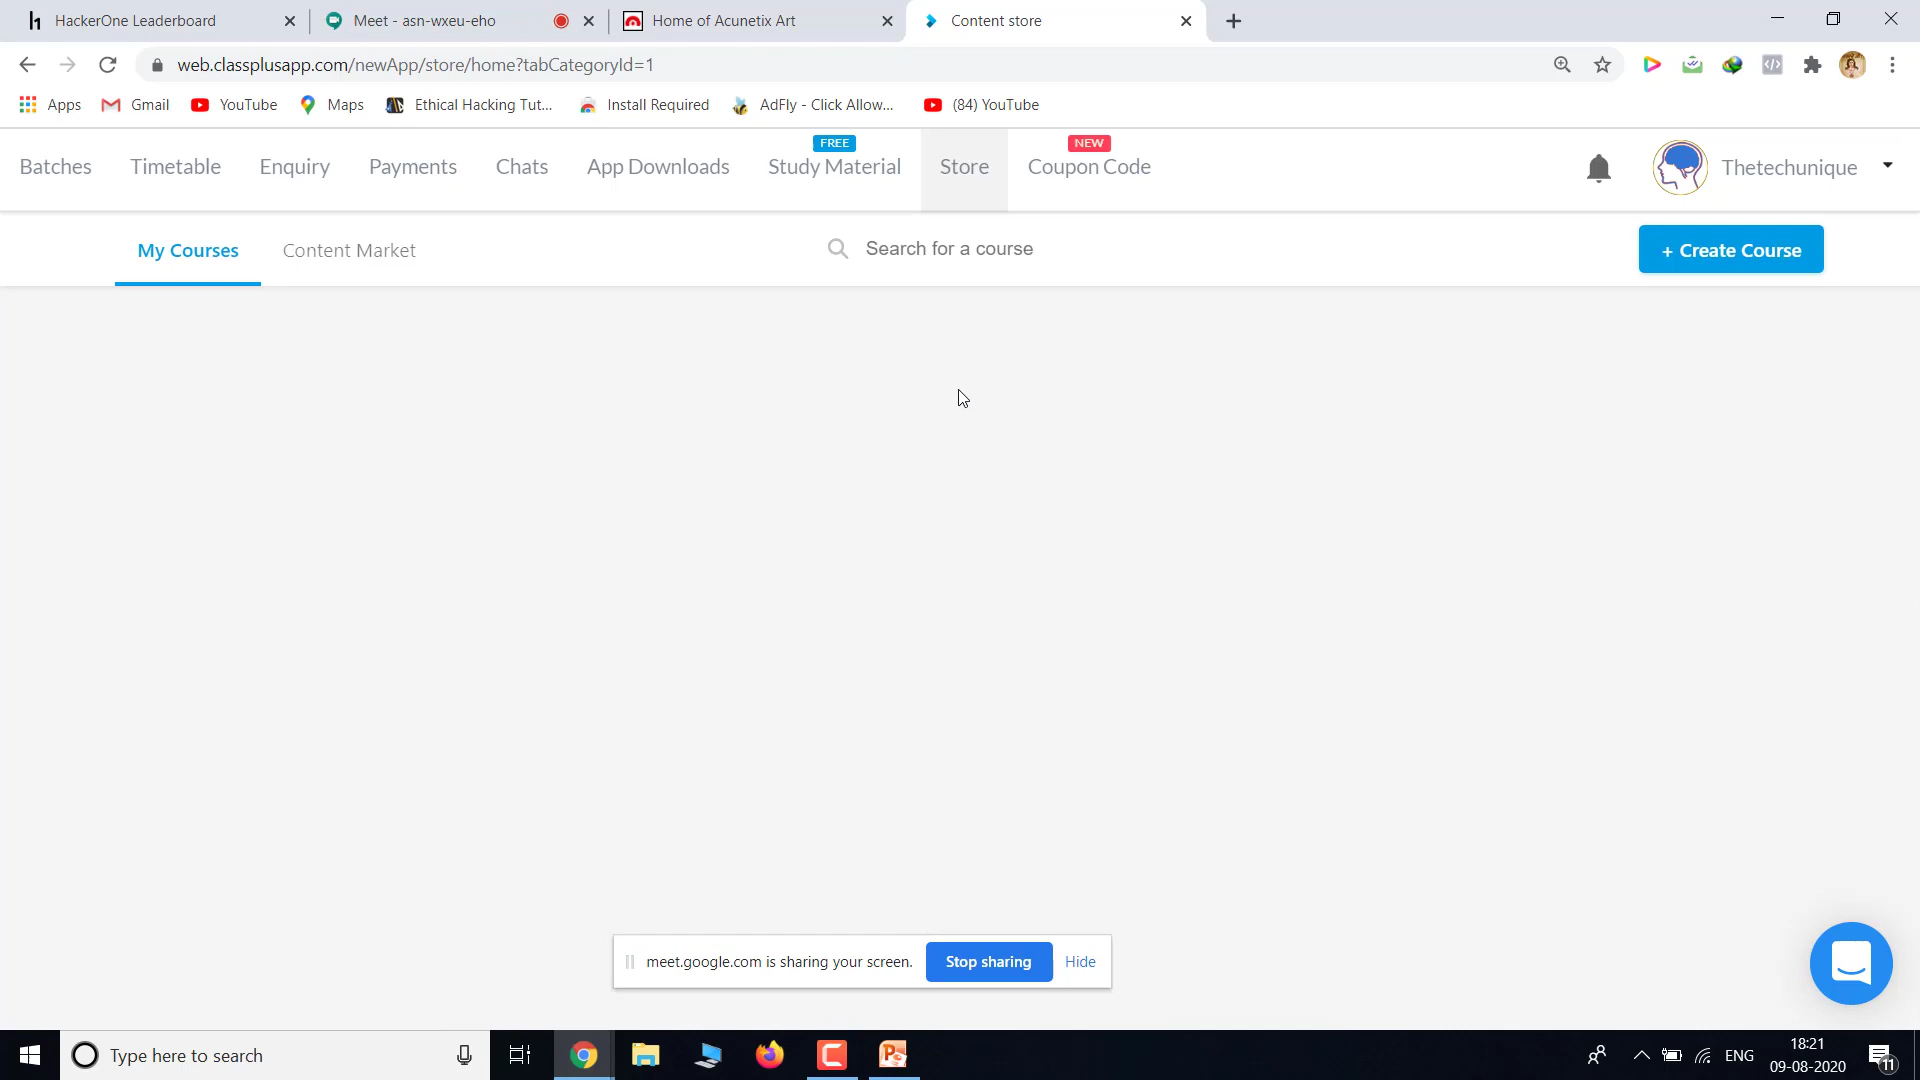 HackerOne Leaderboard
Meet - asn-wxeu-eho
Home of Acunetix Art
Content store
web.classplusapp.com/newApp/store/home?tabCategoryId=1
Apps
Gmail
YouTube
Maps
Ethical Hacking Tut...
Install Required
AdFly - Click Allow...
(84) YouTube
FREE
NEW
Batches
Timetable
Enquiry
Payments
Chats
App Downloads
Study Material
Store
Coupon Code
Thetechunique
My Courses
Content Market
Search for a course
+ Create Course
meet.google.com is sharing your screen.
Stop sharing
Hide
Type here to search
ENG
18:21
09-08-2020
11